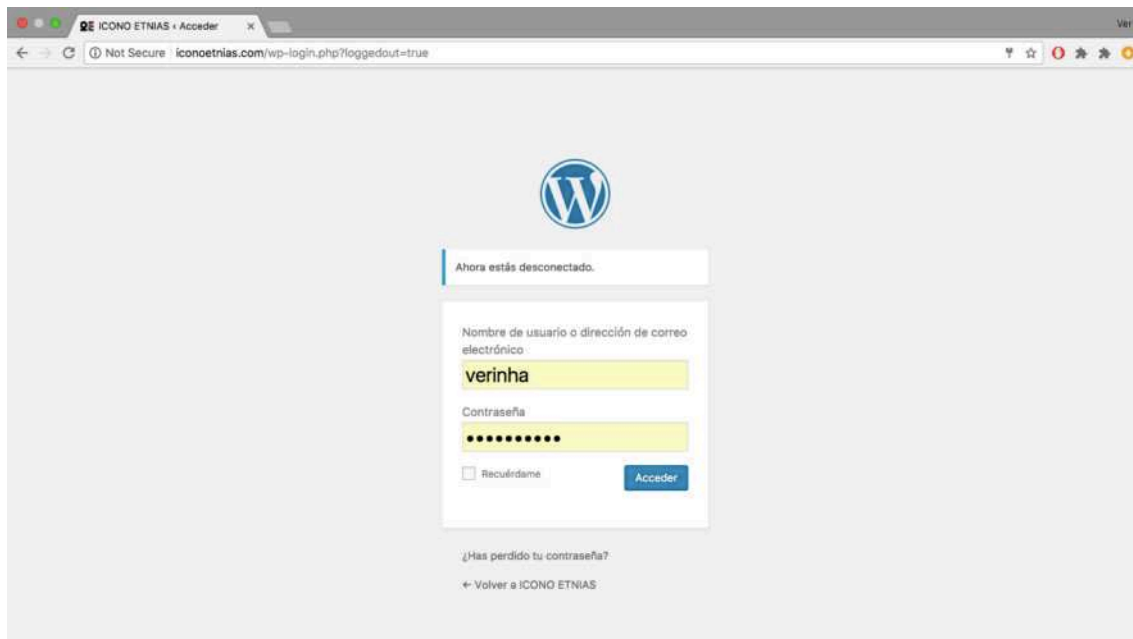 ICONO ETNIAS ‹ Acceder
Ver
Not Secure iconoetnias.com/wp-login.php?loggedout=true
Ahora estás desconectado.
Nombre de usuario o dirección de correo
electrónico
verinha
Contraseña
••••••••••
Recuérdame
Acceder
¿Has perdido tu contraseña?
← Volver a ICONO ETNIAS